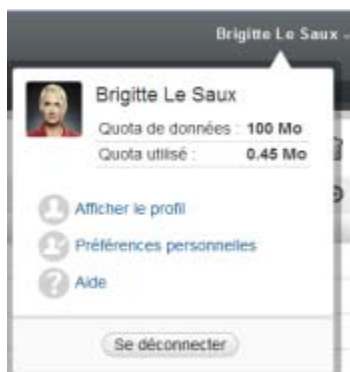 Brigitte Le Saux
Brigitte Le Saux
Quota de données : 100 Mo
Quota utilisé : 0.45 Mo
Afficher le profil
Préférences personnelles
Aide
Se déconnecter